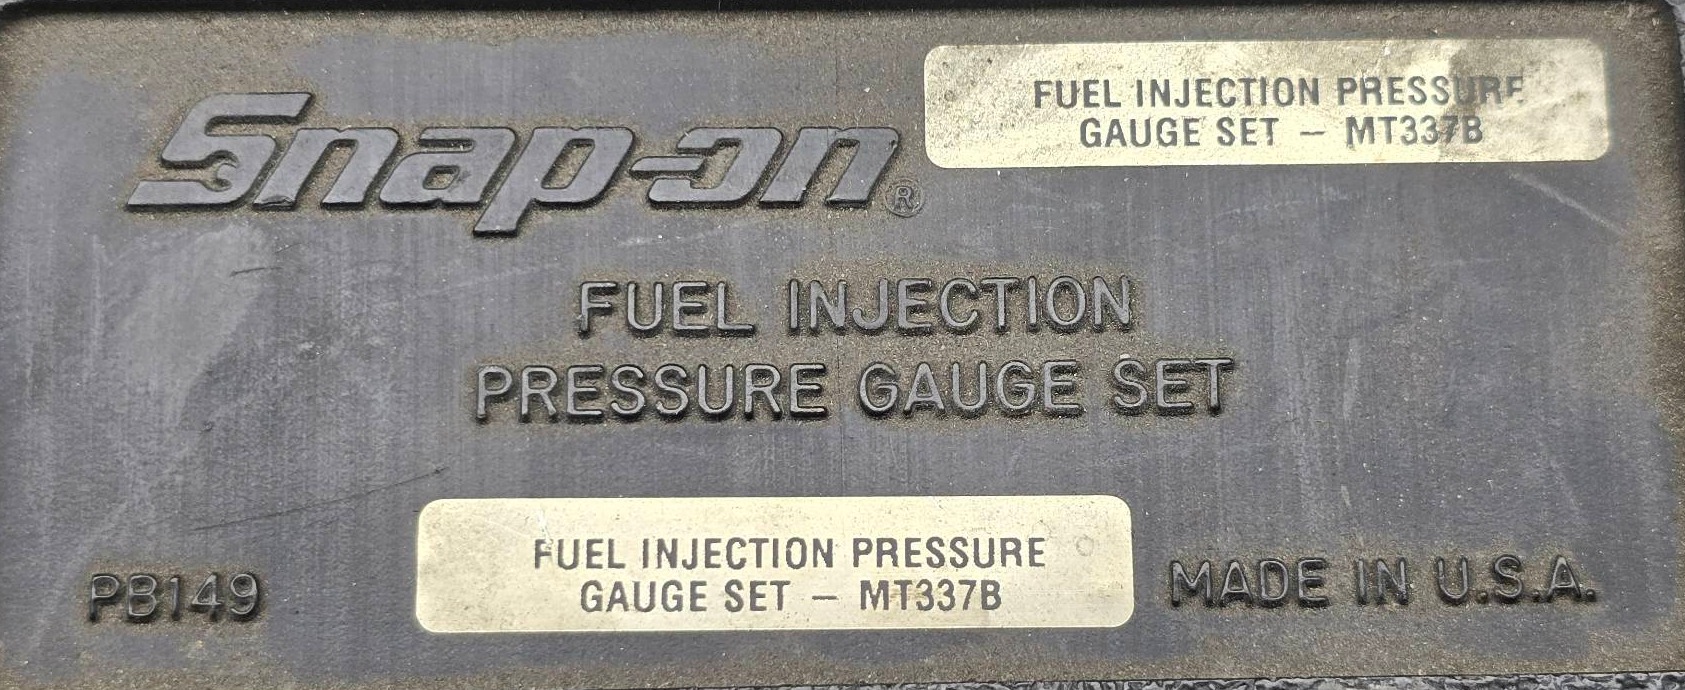 Snap-on®
FUEL INJECTION PRESSURE
GAUGE SET – MT337B
FUEL INJECTION
PRESSURE GAUGE SET
PB149
FUEL INJECTION PRESSURE
GAUGE SET – MT337B
MADE IN U.S.A.